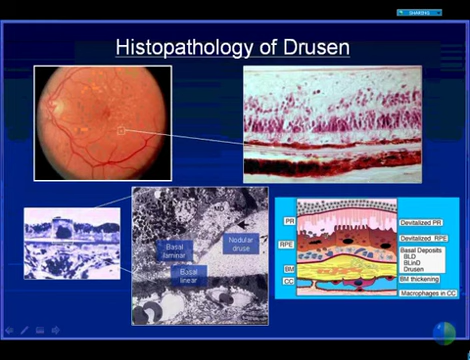 SHARING
Histopathology of Drusen
Basal
laminar
Nodular
druse
Basal
linear
PR
RPE
BM
CC
Devitalized PR
Devitalized RPE
Basal Deposits
BLD
BLinD
Drusen
BM thickening
Macrophages in CC